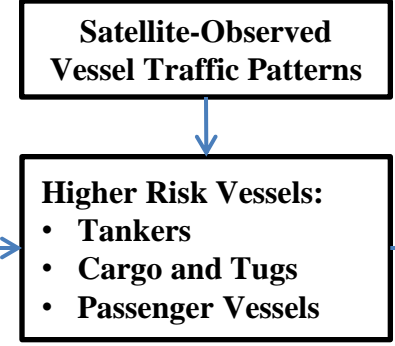 Satellite-Observed
Vessel Traffic Patterns
Higher Risk Vessels:
• Tankers
• Cargo and Tugs
• Passenger Vessels